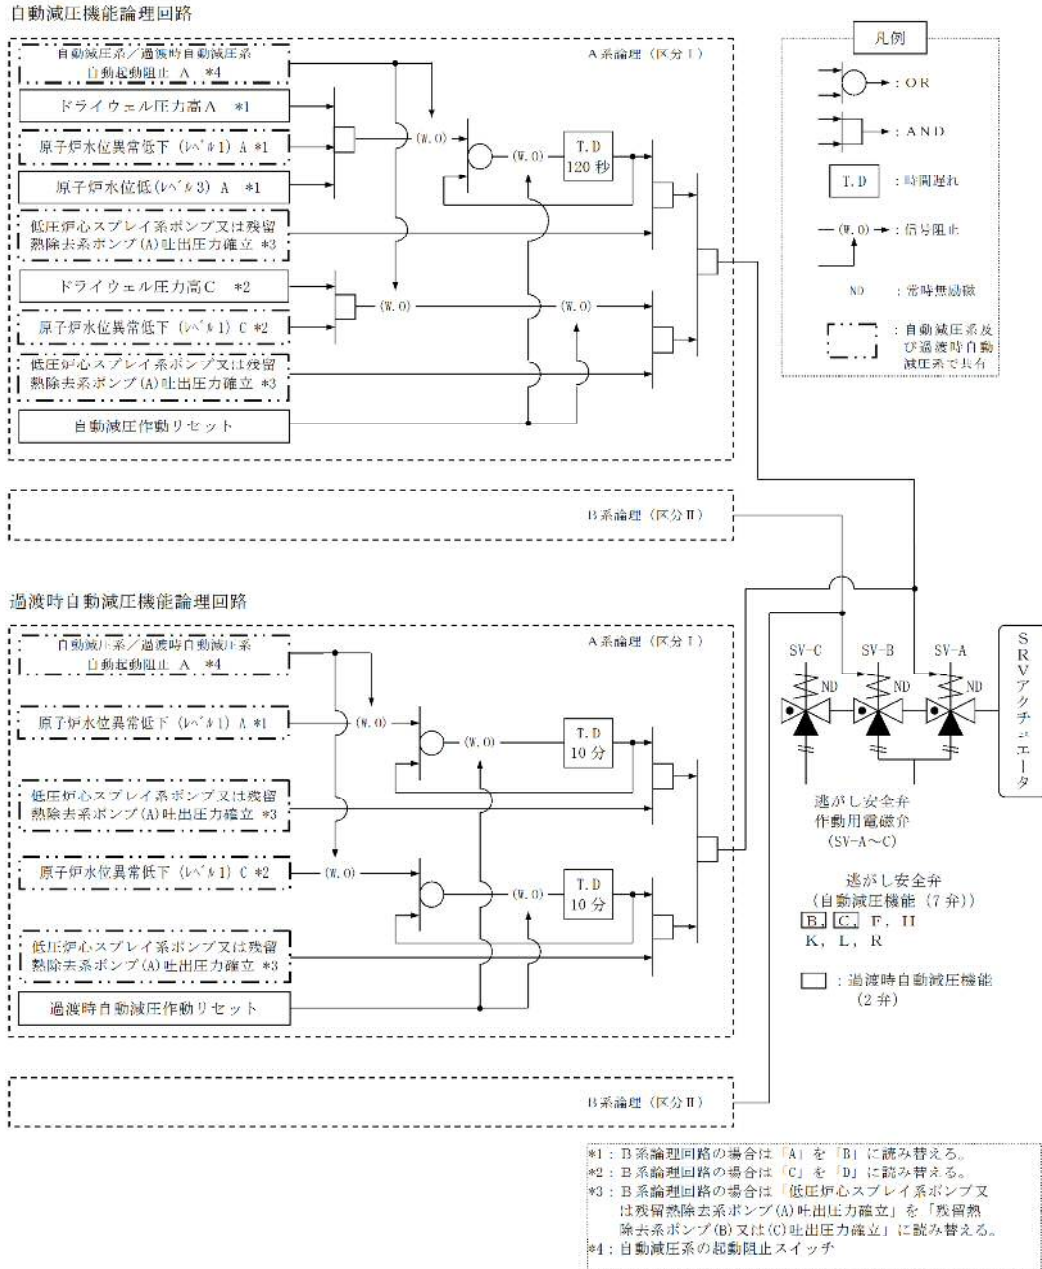 自動減圧機能論理回路
A系論理(区分Ⅰ)
自動減圧系/過渡時自動減圧系
自動起動阻止 A *4
ドライウェル圧力高A *1
原子炉水位異常低下(レベル1)A *1
原子炉水位低(レベル3)A *1
低圧炉心スプレイ系ポンプ又は残留
熱除去系ポンプ(A)吐出圧力確立 *3
ドライウェル圧力高C *2
原子炉水位異常低下(レベル1)C *2
低圧炉心スプレイ系ポンプ又は残留
熱除去系ポンプ(A)吐出圧力確立 *3
自動減圧作動リセット
(W.O)
(W.O)
T.D
120秒
(W.O)
(W.O)
凡例
:OR
:AND
T.D :時間遅れ
(W.O) :信号阻止
ND :常時無励磁
:自動減圧系及
び過渡時自動
減圧系で共有
B系論理(区分Ⅱ)
過渡時自動減圧機能論理回路
A系論理(区分Ⅰ)
自動減圧系/過渡時自動減圧系
自動起動阻止 A *4
原子炉水位異常低下(レベル1)A *1
低圧炉心スプレイ系ポンプ又は残留
熱除去系ポンプ(A)吐出圧力確立 *3
原子炉水位異常低下(レベル1)C *2
低圧炉心スプレイ系ポンプ又は残留
熱除去系ポンプ(A)吐出圧力確立 *3
過渡時自動減圧作動リセット
(W.O)
(W.O)
T.D
10分
(W.O)
(W.O)
T.D
10分
B系論理(区分Ⅱ)
SV-C SV-B SV-A
ND ND ND
SRVアクチュエータ
逃がし安全弁
作動用電磁弁
(SV-A~C)
逃がし安全弁
(自動減圧機能(7弁))
B, C, F, H
K, L, R
:過渡時自動減圧機能
(2弁)
*1:B系論理回路の場合は「A」を「B」に読み替える。
*2:B系論理回路の場合は「C」を「D」に読み替える。
*3:B系論理回路の場合は「低圧炉心スプレイ系ポンプ又
は残留熱除去系ポンプ(A)吐出圧力確立」を「残留熱
除去系ポンプ(B)又は(C)吐出圧力確立」に読み替える。
*4:自動減圧系の起動阻止スイッチ